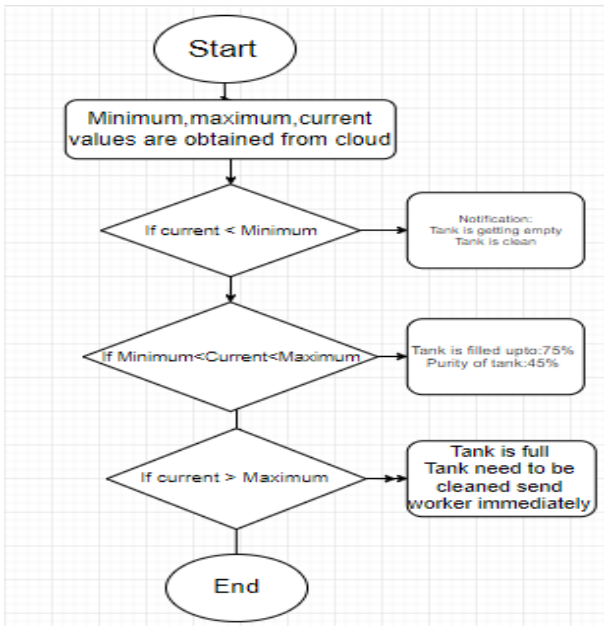 Start
Minimum,maximum,current
values are obtained from cloud
If current < Minimum
Notification:
Tank is getting empty
Tank is clean
If Minimum<Current<Maximum
Tank is filled upto:75%
Purity of tank:45%
If current > Maximum
Tank is full
Tank need to be
cleaned send
worker immediately
End